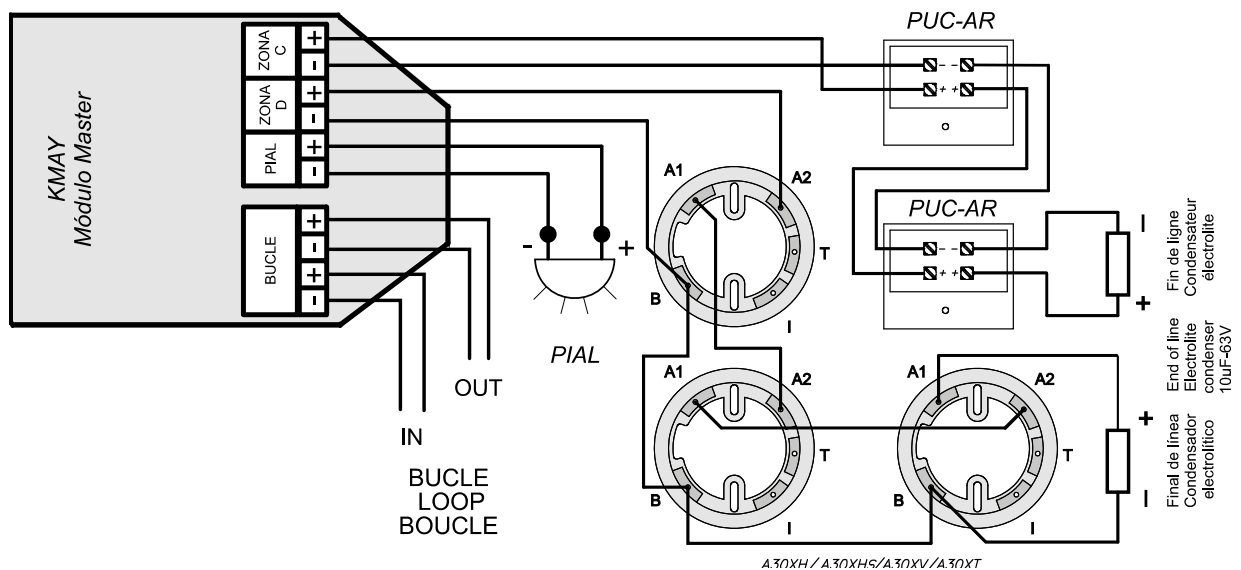 KMAY
Módulo Master
ZONA
C
+
-
ZONA
D
+
-
PIAL
+
-
BUCLE
+
-
+
-
- +
PIAL
OUT
IN
BUCLE
LOOP
BOUCLE
PUC-AR
- -
+ +
PUC-AR
- -
+ +
A1
A2
T
B
I
A1
A2
T
B
I
A1
A2
T
B
I
A30XH/A30XHS/A30XV/A30XT
-
+
+
-
Fin de ligne
Condensateur
électrolite
End of line
Electrolite
condenser
10uF-63V
Final de línea
Condensador
electrolítico